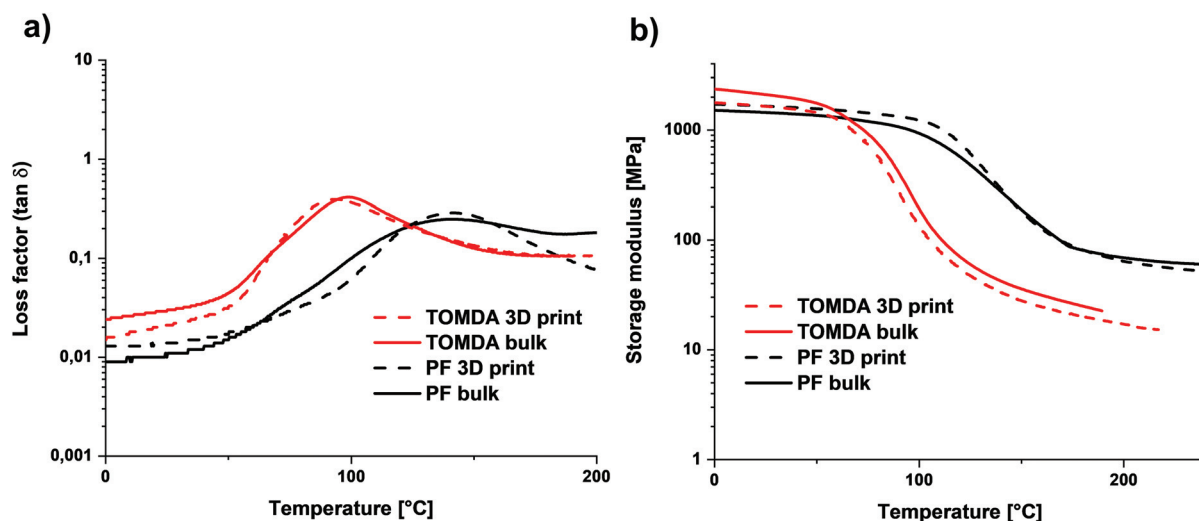 a)
Loss factor (tan δ)
10
1
0,1
0,01
0,001
0
100
200
Temperature [°C]
TOMDA 3D print
TOMDA bulk
PF 3D print
PF bulk
b)
Storage modulus [MPa]
1000
100
10
1
0
100
200
Temperature [°C]
TOMDA 3D print
TOMDA bulk
PF 3D print
PF bulk